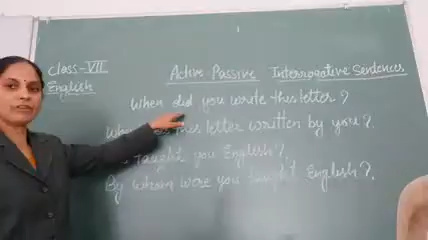 Class-VII
English
Active Passive Interrogative Sentences
When did you write this letter?
this letter written by you?
taught you English?
By whom were you taught English?